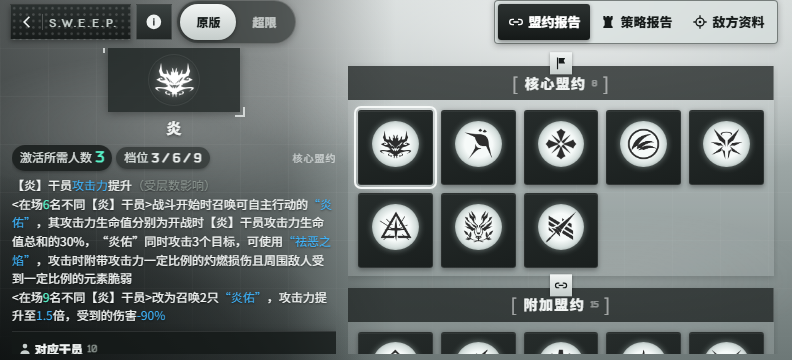 S.W.E.E.P.
原版
超限
盟约报告
策略报告
敌方资料
炎
激活所需人数 3
档位 3/6/9
核心盟约
【炎】干员攻击力提升（受层数影响）
<在场6名不同【炎】干员>战斗开始时召唤可自主行动的“炎
佑”，其攻击力生命值分别为开战时【炎】干员攻击力生命
值总和的30%，“炎佑”同时攻击3个目标，可使用“祛恶之
焰”，攻击时附带攻击力一定比例的灼燃损伤且周围敌人受
到一定比例的元素脆弱
<在场9名不同【炎】干员>改为召唤2只“炎佑”，攻击力提
升至1.5倍，受到的伤害-90%
对应干员 10
[ 核心盟约 8 ]
[ 附加盟约 15 ]